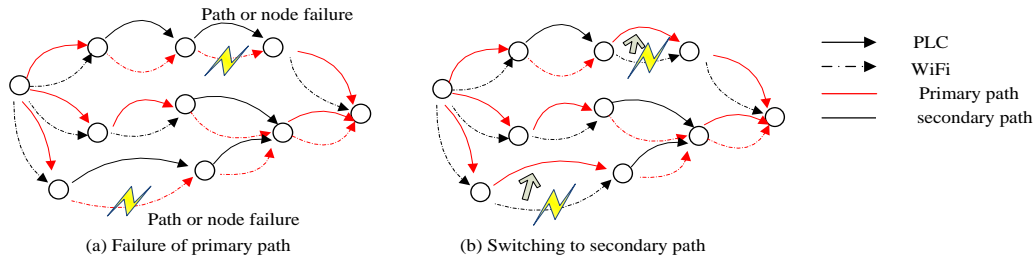 Path or node failure
PLC
WiFi
Primary path
secondary path
Path or node failure
(a) Failure of primary path
(b) Switching to secondary path